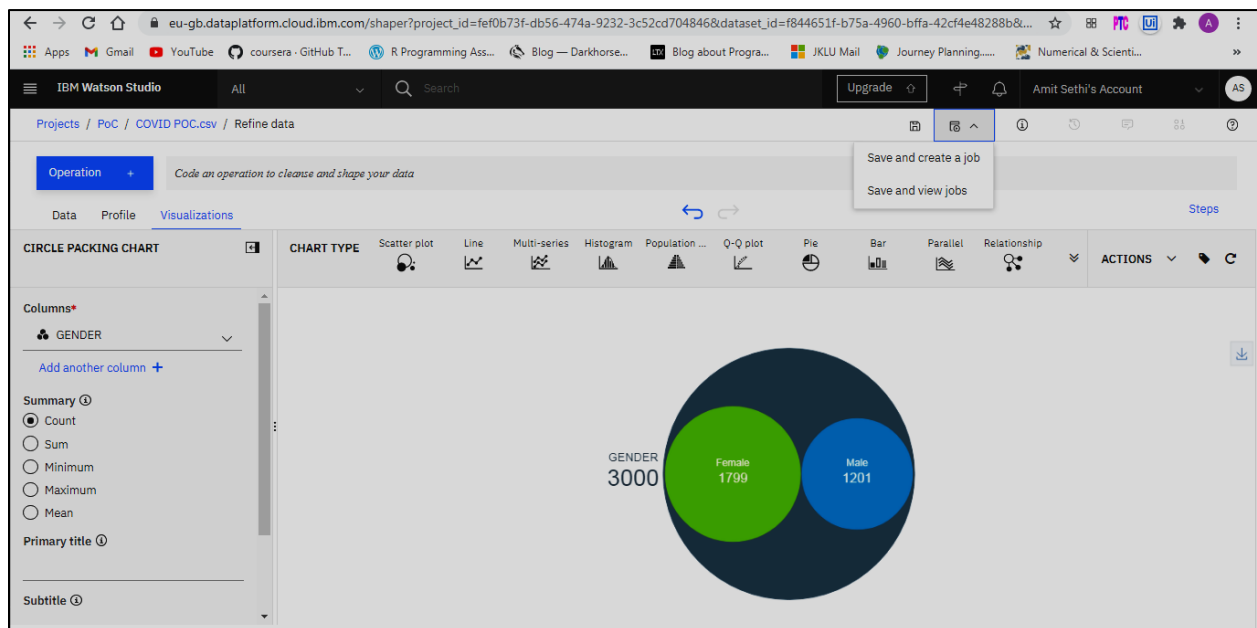 eu-gb.dataplatform.cloud.ibm.com/shaper?project_id=fef0b73f-db56-474a-9232-3c52cd704846&dataset_id=f844651f-b75a-4960-bffa-42cf4e48288b&...
PTC Ui A
Apps Gmail YouTube coursera · GitHub T... R Programming Ass... Blog — Darkhorse... LTX Blog about Progra... JKLU Mail Journey Planning...... Numerical & Scienti... »
IBM Watson Studio All Search Upgrade Amit Sethi's Account AS
Projects / PoC / COVID POC.csv / Refine data
Save and create a job
Save and view jobs
Operation + Code an operation to cleanse and shape your data
Data Profile Visualizations Steps
CIRCLE PACKING CHART CHART TYPE Scatter plot Line Multi-series Histogram Population ... Q-Q plot Pie Bar Parallel Relationship ACTIONS
Columns*
GENDER
Add another column +
Summary
Count
Sum
Minimum
Maximum
Mean
Primary title
Subtitle
GENDER
3000
Female
1799
Male
1201